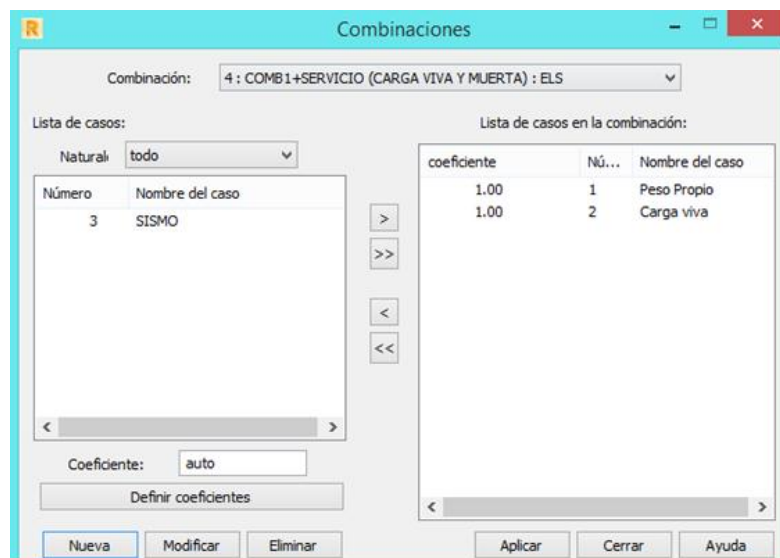 R
Combinaciones
Combinación:
4 : COMB1+SERVICIO (CARGA VIVA Y MUERTA) : ELS
Lista de casos:
Naturale
todo
Número Nombre del caso
3 SISMO
>
>>
<
<<
Coeficiente:
auto
Definir coeficientes
Nueva Modificar Eliminar
Lista de casos en la combinación:
coeficiente Nú... Nombre del caso
1.00 1 Peso Propio
1.00 2 Carga viva
Aplicar Cerrar Ayuda